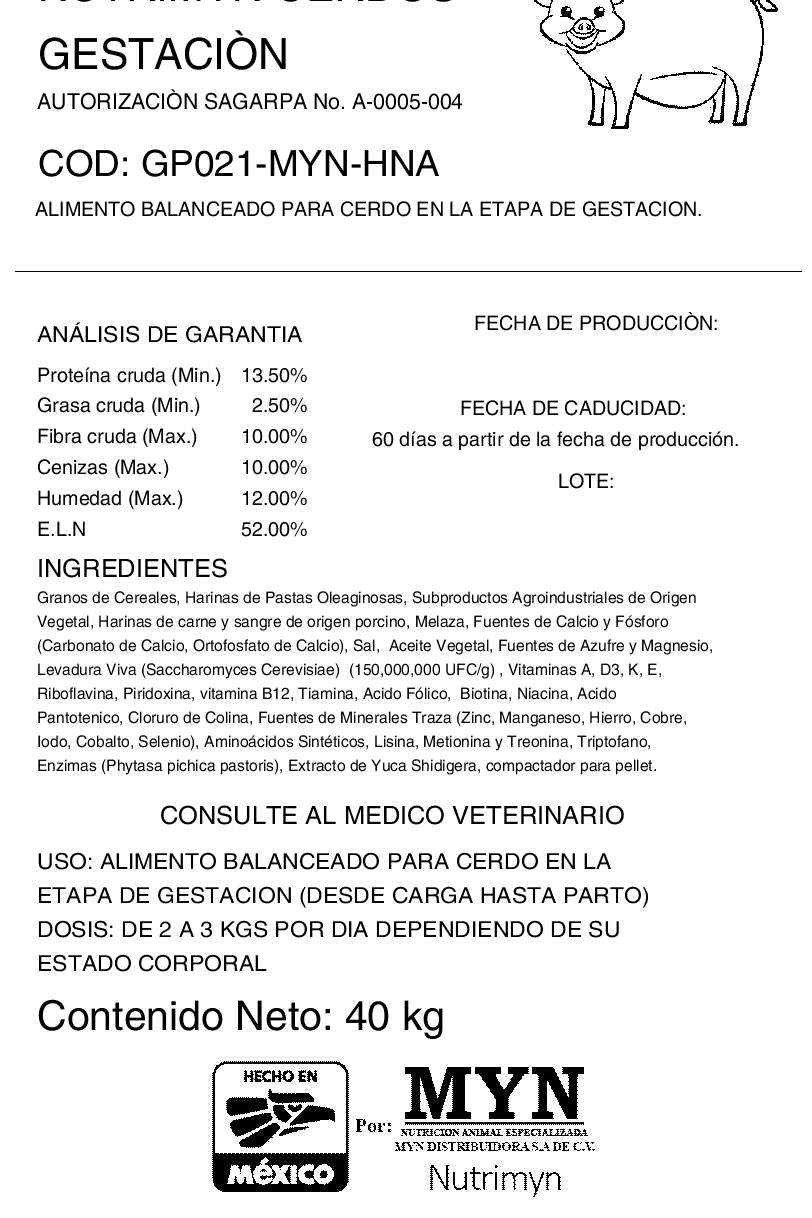 GESTACIÒN
AUTORIZACIÒN SAGARPA No. A-0005-004
COD: GP021-MYN-HNA
ALIMENTO BALANCEADO PARA CERDO EN LA ETAPA DE GESTACION.
ANÁLISIS DE GARANTIA
Proteína cruda (Min.) 13.50%
Grasa cruda (Min.) 2.50%
Fibra cruda (Max.) 10.00%
Cenizas (Max.) 10.00%
Humedad (Max.) 12.00%
E.L.N 52.00%
FECHA DE PRODUCCIÒN:
FECHA DE CADUCIDAD:
60 días a partir de la fecha de producción.
LOTE:
INGREDIENTES
Granos de Cereales, Harinas de Pastas Oleaginosas, Subproductos Agroindustriales de Origen
Vegetal, Harinas de carne y sangre de origen porcino, Melaza, Fuentes de Calcio y Fósforo
(Carbonato de Calcio, Ortofosfato de Calcio), Sal, Aceite Vegetal, Fuentes de Azufre y Magnesio,
Levadura Viva (Saccharomyces Cerevisiae) (150,000,000 UFC/g) , Vitaminas A, D3, K, E,
Riboflavina, Piridoxina, vitamina B12, Tiamina, Acido Fólico, Biotina, Niacina, Acido
Pantotenico, Cloruro de Colina, Fuentes de Minerales Traza (Zinc, Manganeso, Hierro, Cobre,
Iodo, Cobalto, Selenio), Aminoácidos Sintéticos, Lisina, Metionina y Treonina, Triptofano,
Enzimas (Phytasa pichica pastoris), Extracto de Yuca Shidigera, compactador para pellet.
CONSULTE AL MEDICO VETERINARIO
USO: ALIMENTO BALANCEADO PARA CERDO EN LA
ETAPA DE GESTACION (DESDE CARGA HASTA PARTO)
DOSIS: DE 2 A 3 KGS POR DIA DEPENDIENDO DE SU
ESTADO CORPORAL
Contenido Neto: 40 kg
HECHO EN
MéXICO
Por:
MYN
NUTRICION ANIMAL ESPECIALIZADA
MYN DISTRIBUIDORA S.A DE C.V.
Nutrimyn